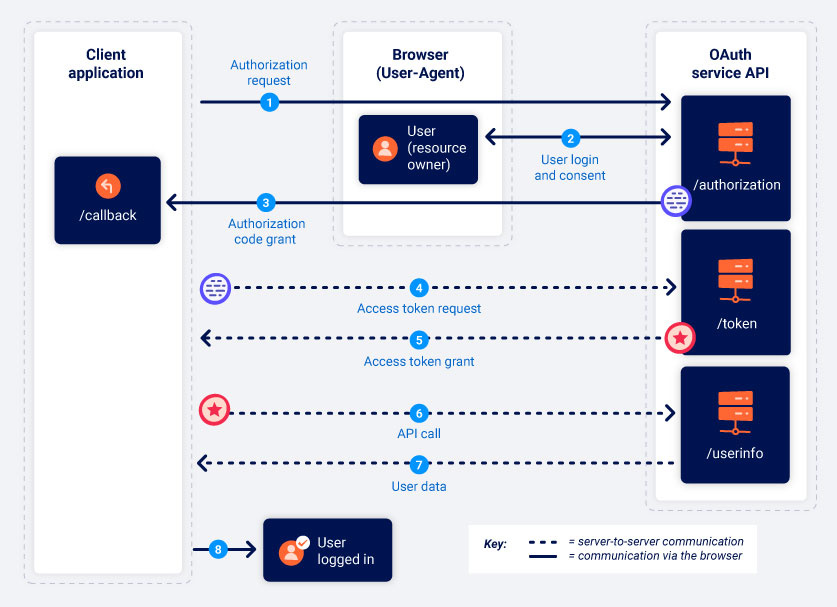 Client
application
Browser
(User-Agent)
OAuth
service API
Authorization
request
1
User
(resource
owner)
2
User login
and consent
/authorization
/callback
3
Authorization
code grant
4
Access token request
/token
5
Access token grant
6
API call
/userinfo
7
User data
8
User
logged in
Key:
= server-to-server communication
= communication via the browser